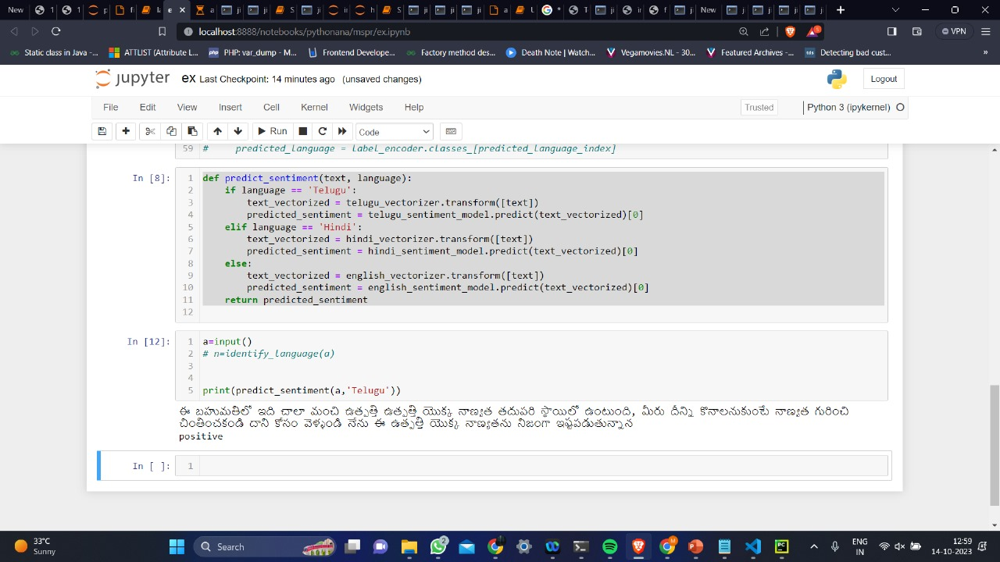 New
localhost:8888/notebooks/pythonana/mspr/ex.ipynb
VPN
Static class in Java -...
ATTLIST (Attribute L...
PHP: var_dump - M...
Frontend Develope...
Factory method des...
Death Note | Watch...
Vegamovies.NL - 30...
Featured Archives -...
Detecting bad cust...
»
jupyter ex Last Checkpoint: 14 minutes ago (unsaved changes)
Logout
File Edit View Insert Cell Kernel Widgets Help
Trusted
Python 3 (ipykernel)
Run
Code
59 # predicted_language = label_encoder.classes_[predicted_language_index]
In [8]:
1 def predict_sentiment(text, language):
2 if language == 'Telugu':
3 text_vectorized = telugu_vectorizer.transform([text])
4 predicted_sentiment = telugu_sentiment_model.predict(text_vectorized)[0]
5 elif language == 'Hindi':
6 text_vectorized = hindi_vectorizer.transform([text])
7 predicted_sentiment = hindi_sentiment_model.predict(text_vectorized)[0]
8 else:
9 text_vectorized = english_vectorizer.transform([text])
10 predicted_sentiment = english_sentiment_model.predict(text_vectorized)[0]
11 return predicted_sentiment
12
In [12]:
1 a=input()
2 # n=identify_language(a)
3
4
5 print(predict_sentiment(a,'Telugu'))
ఈ బహుమతిలో ఇది చాలా మంచి ఉత్పత్తి ఉత్పత్తి యొక్క నాణ్యత తదుపరి స్థాయిలో ఉంటుంది, మీరు దీన్ని కొనాలనుకుంటే నాణ్యత గురించి
చింతించకండి దాని కోసం వెళ్ళండి నేను ఈ ఉత్పత్తి యొక్క నాణ్యతను నిజంగా ఇష్టపడుతున్నాన
positive
In [ ]:
1
33°C
Sunny
Search
2
ENG
IN
12:59
14-10-2023